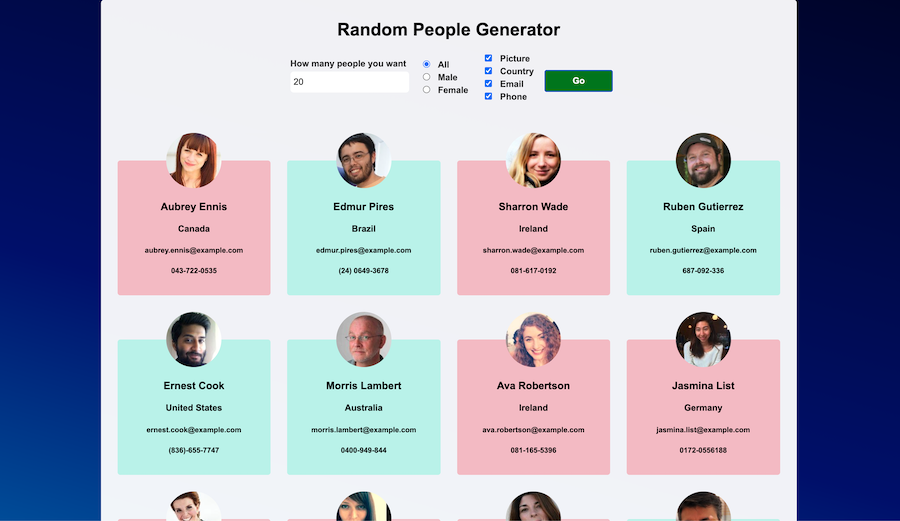 Random People Generator
How many people you want
20
All
Male
Female
Picture
Country
Email
Phone
Go
Aubrey Ennis
Canada
aubrey.ennis@example.com
043-722-0535
Edmur Pires
Brazil
edmur.pires@example.com
(24) 0649-3678
Sharron Wade
Ireland
sharron.wade@example.com
081-617-0192
Ruben Gutierrez
Spain
ruben.gutierrez@example.com
687-092-336
Ernest Cook
United States
ernest.cook@example.com
(836)-655-7747
Morris Lambert
Australia
morris.lambert@example.com
0400-949-844
Ava Robertson
Ireland
ava.robertson@example.com
081-165-5396
Jasmina List
Germany
jasmina.list@example.com
0172-0556188